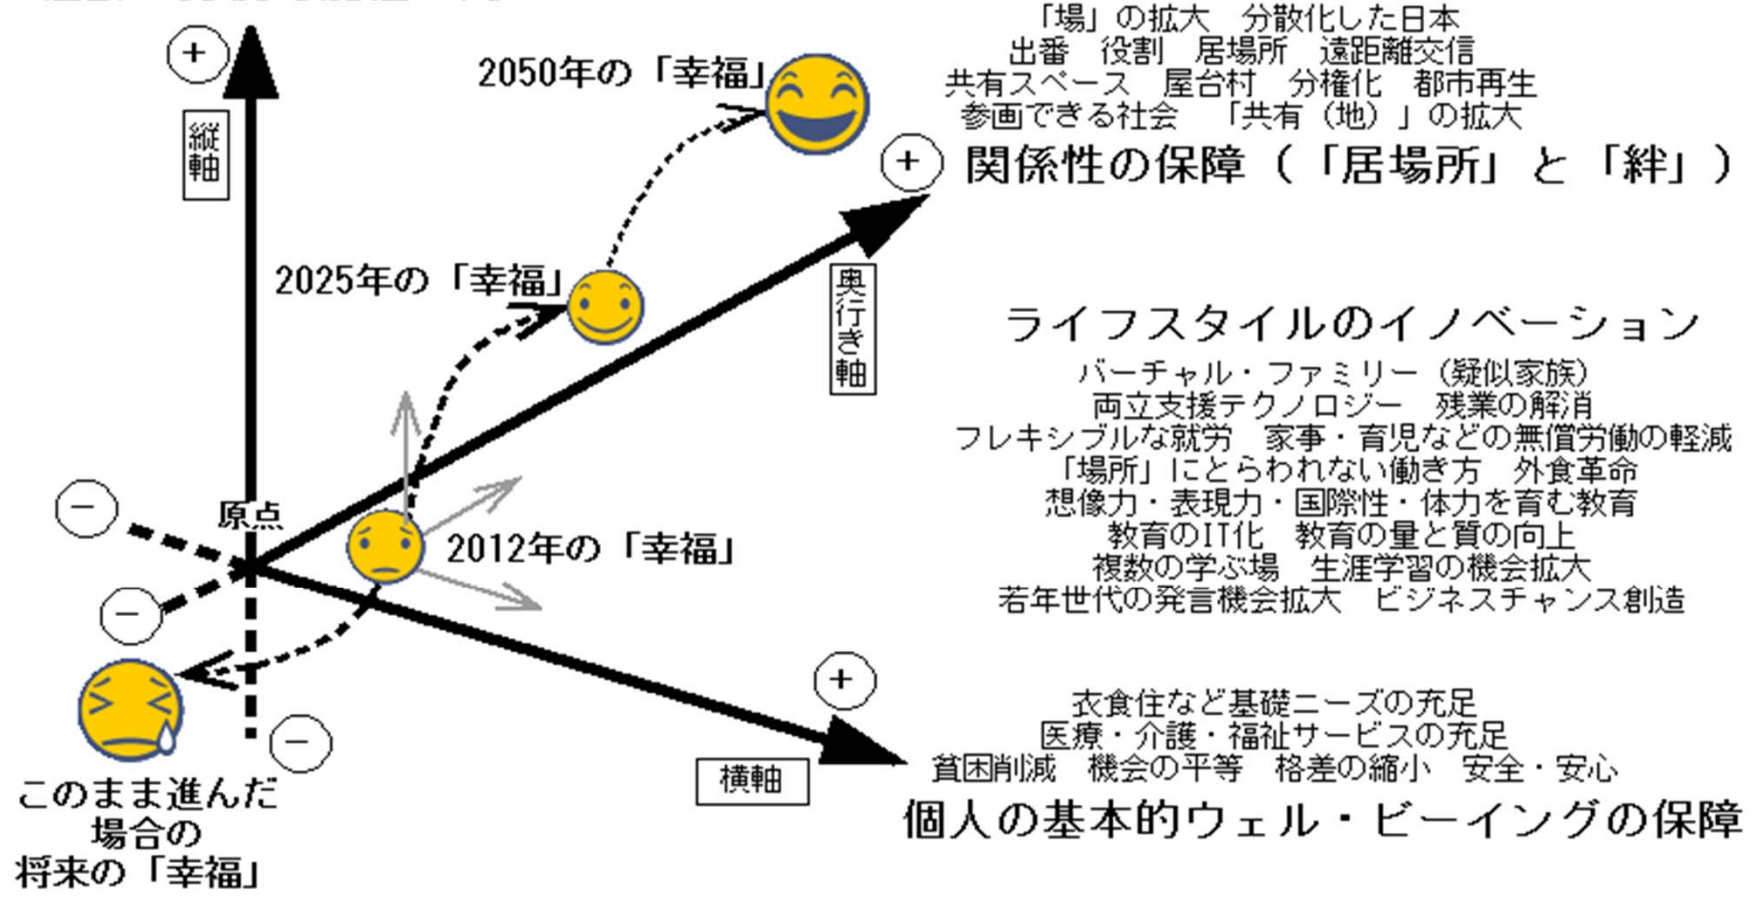 「場」の拡大　分散化した日本
出番　役割　居場所　遠距離交信
共有スペース　屋台村　分権化　都市再生
参画できる社会　「共有（地）」の拡大
関係性の保障（「居場所」と「絆」）
+
縦軸
2050年の「幸福」
+
2025年の「幸福」
奥行き軸
ライフスタイルのイノベーション
バーチャル・ファミリー（疑似家族）
両立支援テクノロジー　残業の解消
フレキシブルな就労　家事・育児などの無償労働の軽減
「場所」にとらわれない働き方　外食革命
想像力・表現力・国際性・体力を育む教育
教育のIT化　教育の量と質の向上
複数の学ぶ場　生涯学習の機会拡大
若年世代の発言機会拡大　ビジネスチャンス創造
−
原点
2012年の「幸福」
−
−
+
横軸
衣食住など基礎ニーズの充足
医療・介護・福祉サービスの充足
貧困削減　機会の平等　格差の縮小　安全・安心
個人の基本的ウェル・ビーイングの保障
このまま進んだ
場合の
将来の「幸福」